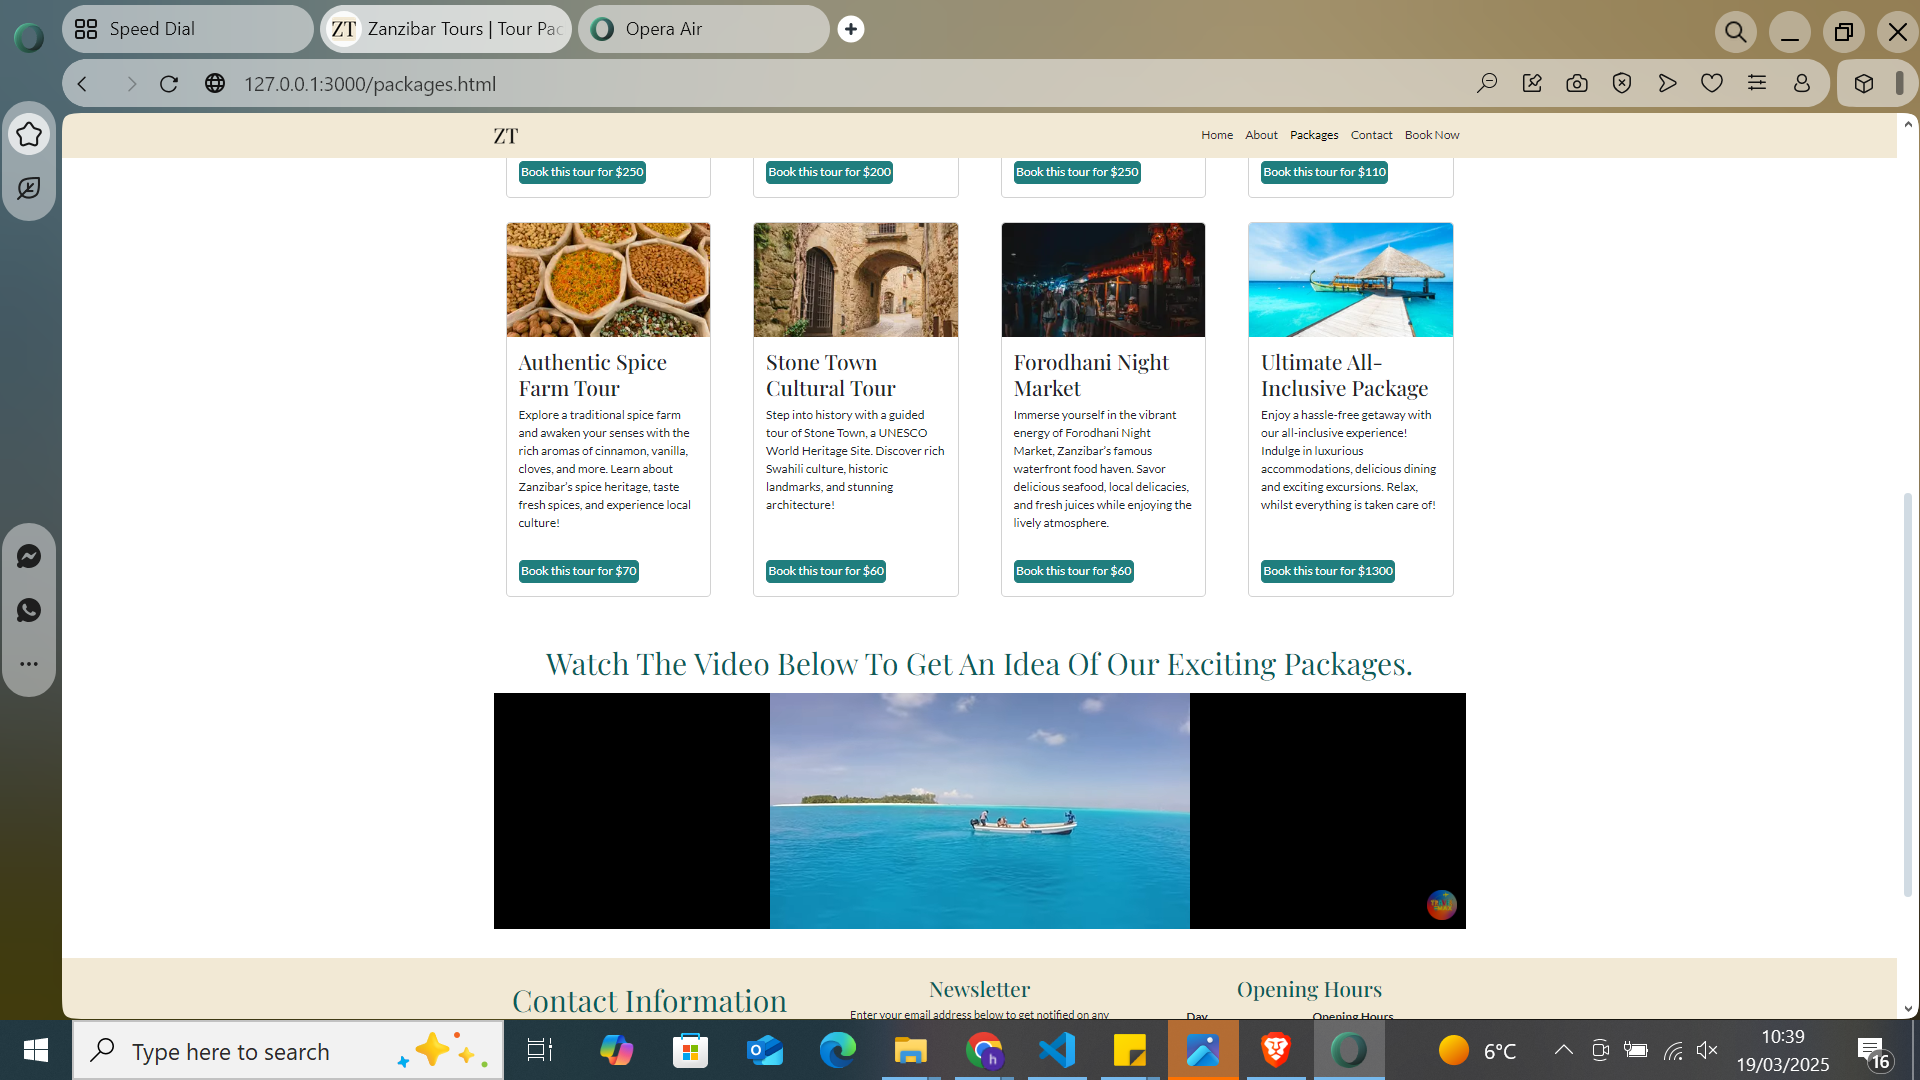 Speed Dial
ZT Zanzibar Tours | Tour Pac
Opera Air
127.0.0.1:3000/packages.html
ZT
Home About Packages Contact Book Now
Book this tour for $250
Book this tour for $200
Book this tour for $250
Book this tour for $110
Authentic Spice
Farm Tour
Explore a traditional spice farm
and awaken your senses with the
rich aromas of cinnamon, vanilla,
cloves, and more. Learn about
Zanzibar's spice heritage, taste
fresh spices, and experience local
culture!
Book this tour for $70
Stone Town
Cultural Tour
Step into history with a guided
tour of Stone Town, a UNESCO
World Heritage Site. Discover rich
Swahili culture, historic
landmarks, and stunning
architecture!
Book this tour for $60
Forodhani Night
Market
Immerse yourself in the vibrant
energy of Forodhani Night
Market, Zanzibar's famous
waterfront food haven. Savor
delicious seafood, local delicacies,
and fresh juices while enjoying the
lively atmosphere.
Book this tour for $60
Ultimate All-
Inclusive Package
Enjoy a hassle-free getaway with
our all-inclusive experience!
Indulge in luxurious
accommodations, delicious dining
and exciting excursions. Relax,
whilst everything is taken care of!
Book this tour for $1300
Watch The Video Below To Get An Idea Of Our Exciting Packages.
Contact Information
Newsletter
Enter your email address below to get notified on any
Opening Hours
Day Opening Hours
Type here to search
h
6°C
10:39
19/03/2025
16